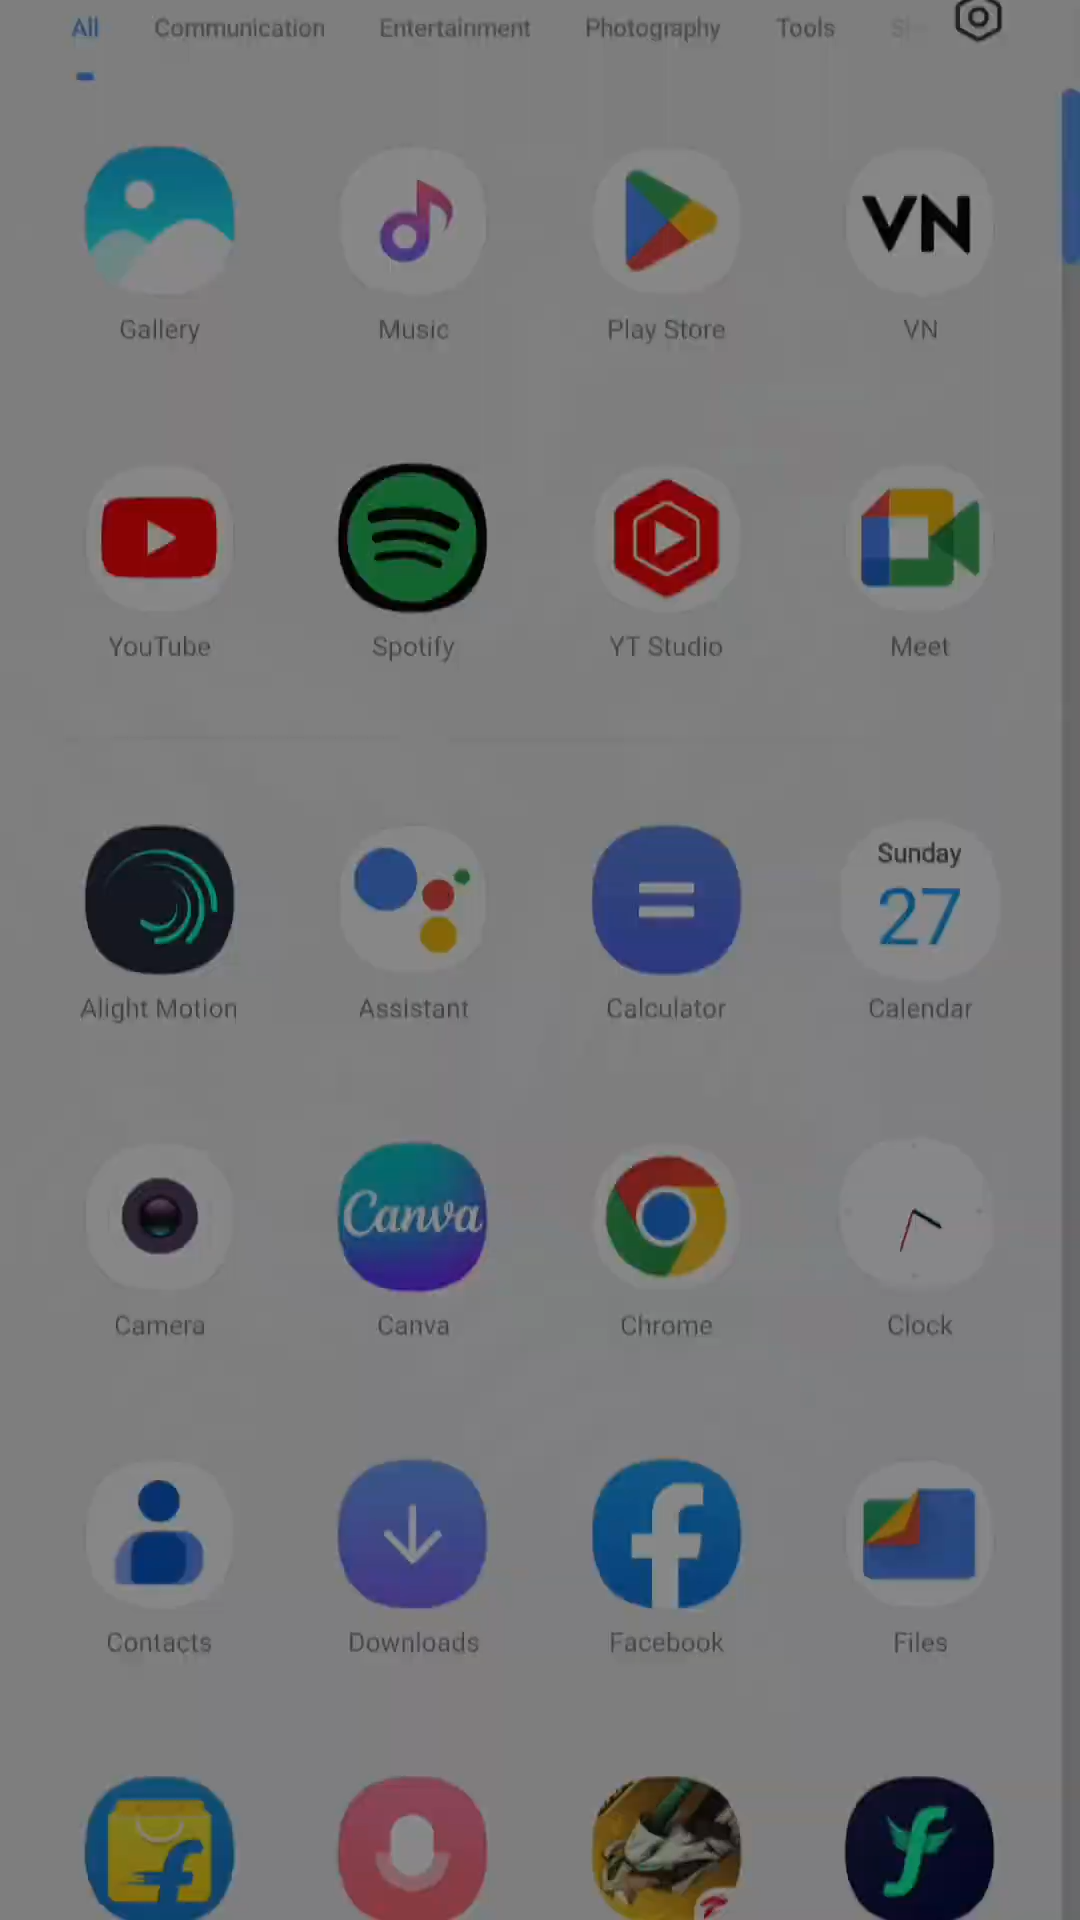 All Communication Entertainment Photography Tools
Gallery Music Play Store VN
VN
YouTube Spotify YT Studio Meet
Sunday
27
Alight Motion Assistant Calculator Calendar
Canva
Camera Canva Chrome Clock
Contacts Downloads Facebook Files